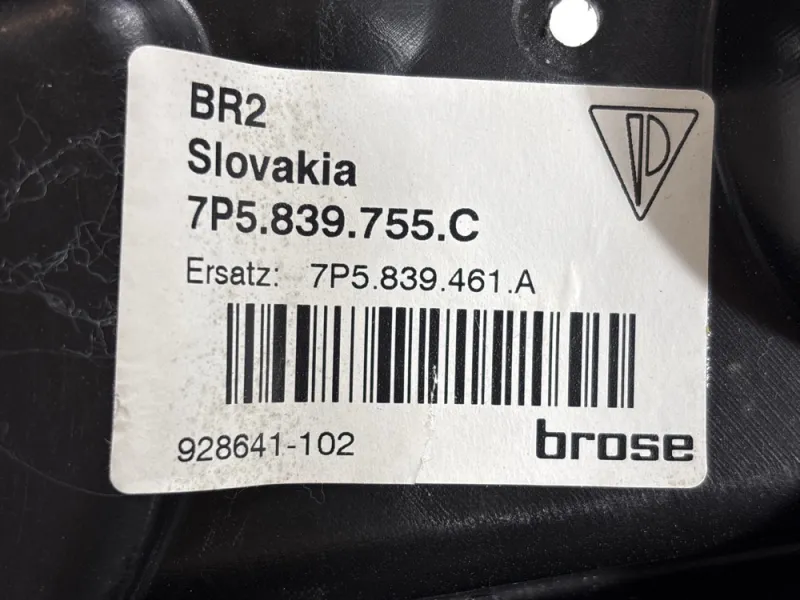 BR2
Slovakia
7P5.839.755.C
Ersatz: 7P5.839.461.A
928641-102
brose